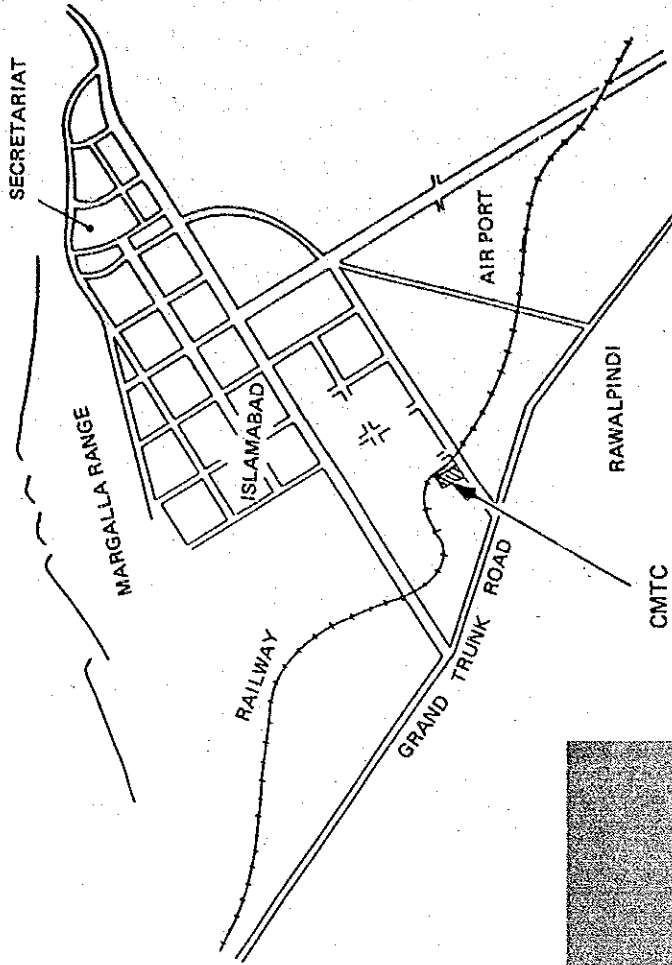 SECRETARIAT
MARGALLA RANGE
ISLAMABAD
AIR PORT
RAILWAY
GRAND TRUNK ROAD
RAWALPINDI
CMTC